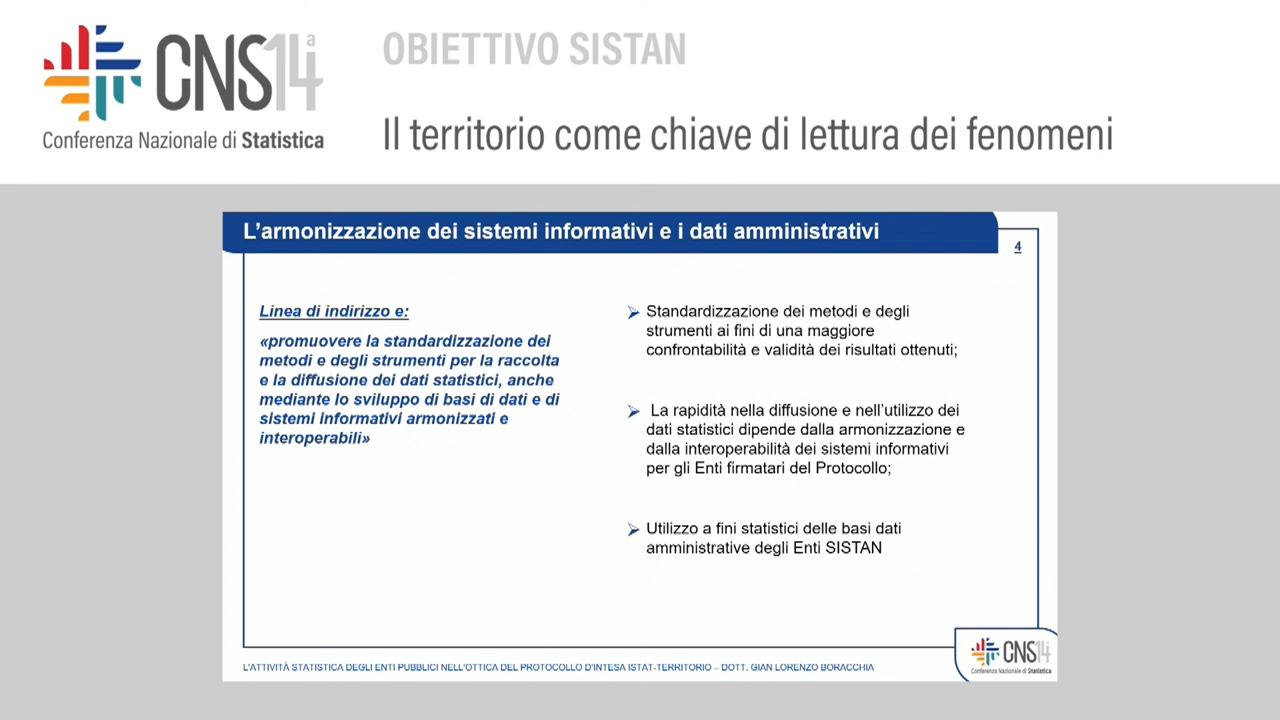 CNS14a
Conferenza Nazionale di Statistica
OBIETTIVO SISTAN
Il territorio come chiave di lettura dei fenomeni
L'armonizzazione dei sistemi informativi e i dati amministrativi
4
Linea di indirizzo e:
«promuovere la standardizzazione dei
metodi e degli strumenti per la raccolta
e la diffusione dei dati statistici, anche
mediante lo sviluppo di basi di dati e di
sistemi informativi armonizzati e
interoperabili»
Standardizzazione dei metodi e degli
strumenti ai fini di una maggiore
confrontabilità e validità dei risultati ottenuti;
La rapidità nella diffusione e nell'utilizzo dei
dati statistici dipende dalla armonizzazione e
dalla interoperabilità dei sistemi informativi
per gli Enti firmatari del Protocollo;
Utilizzo a fini statistici delle basi dati
amministrative degli Enti SISTAN
L'ATTIVITÀ STATISTICA DEGLI ENTI PUBBLICI NELL'OTTICA DEL PROTOCOLLO D'INTESA ISTAT-TERRITORIO – DOTT. GIAN LORENZO BORACCHIA
CNS14a
Conferenza Nazionale di Statistica